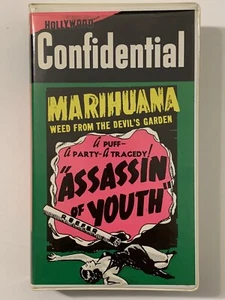 HOLLYWOOD
Confidential
MARIHUANA
WEED FROM THE DEVIL'S GARDEN
A PUFF-
A PARTY-A TRAGEDY!
"ASSASSIN
OF YOUTH"